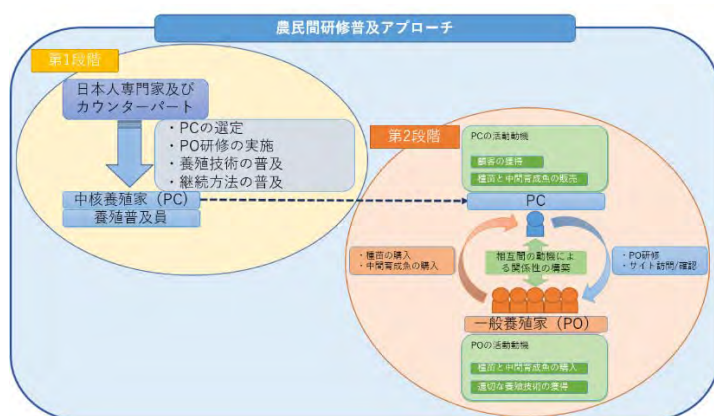 農民間研修普及アプローチ
第1段階
日本人専門家及び
カウンターパート
・PCの選定
・PO研修の実施
・養殖技術の普及
・継続方法の普及
中核養殖家（PC）
養殖普及員
第2段階
PCの活動動機
顧客の獲得
種苗と中間育成魚の販売
PC
・種苗の購入
・中間育成魚の購入
相互間の動機によ
る関係性の構築
・PO研修
・サイト訪問/確認
一般養殖家（PO）
POの活動動機
種苗と中間育成魚の購入
適切な養殖技術の獲得